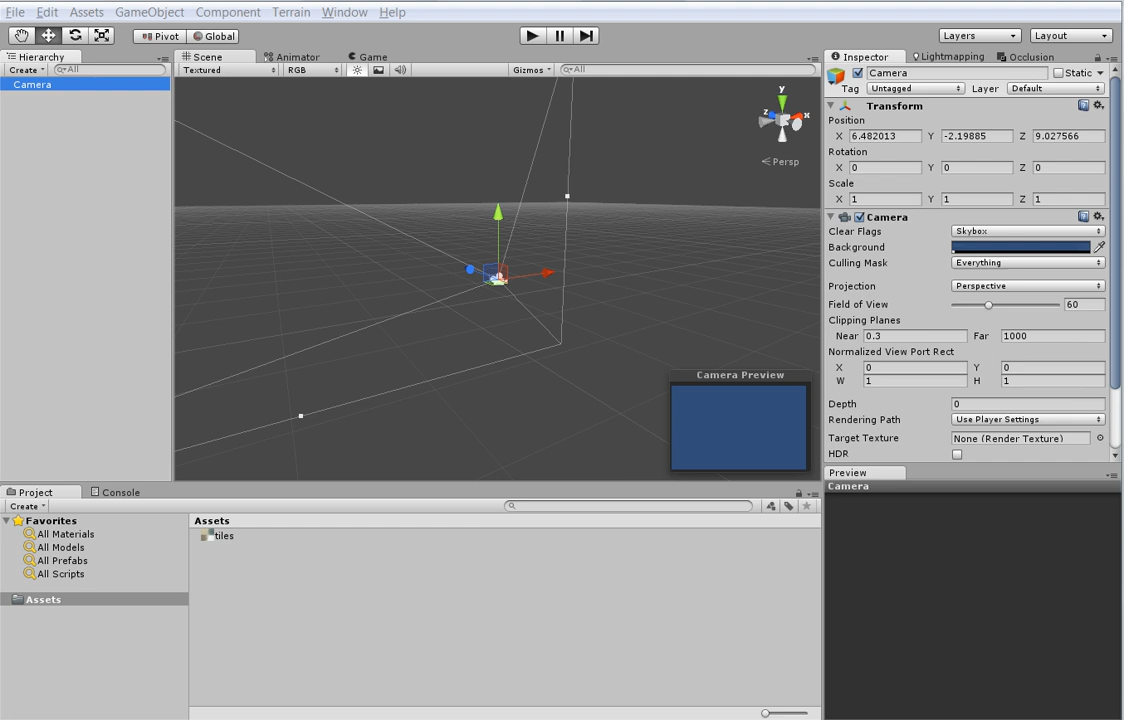 File Edit Assets GameObject Component Terrain Window Help
Pivot Global Layers Layout
Hierarchy
Create All
Camera
Scene Animator Game
Textured RGB Gizmos All
y
z x
Persp
Camera Preview
Inspector Lightmapping Occlusion
Camera Static
Tag Untagged Layer Default
Transform
Position
X 6.482013 Y -2.19885 Z 9.027566
Rotation
X 0 Y 0 Z 0
Scale
X 1 Y 1 Z 1
Camera
Clear Flags Skybox
Background
Culling Mask Everything
Projection Perspective
Field of View 60
Clipping Planes
Near 0.3 Far 1000
Normalized View Port Rect
X 0 Y 0
W 1 H 1
Depth 0
Rendering Path Use Player Settings
Target Texture None (Render Texture)
HDR
Preview
Camera
Project Console
Create
Favorites
All Materials
All Models
All Prefabs
All Scripts
Assets
Assets
tiles